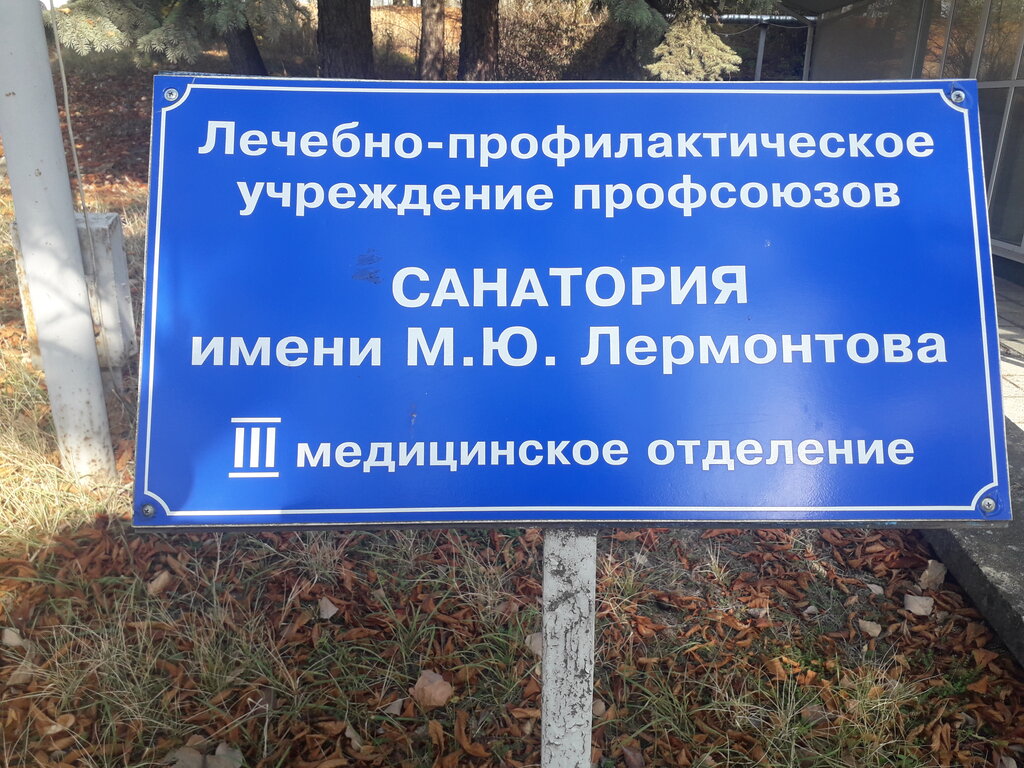 Лечебно-профилактическое
учреждение профсоюзов
САНАТОРИЯ
имени М.Ю. Лермонтова
III медицинское отделение